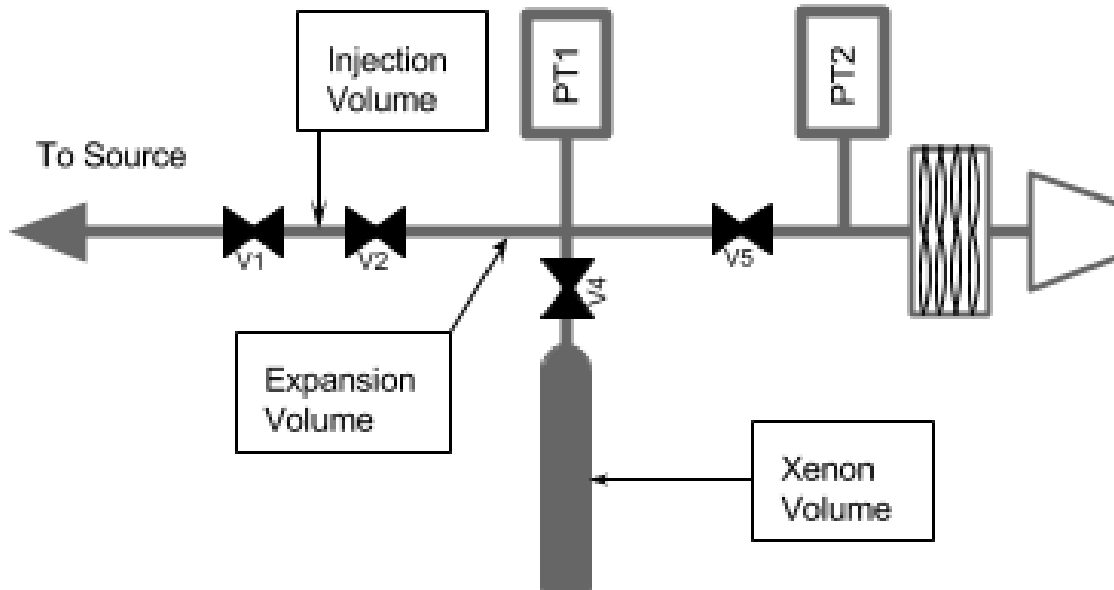 Injection
Volume
PT1
PT2
To Source
V1
V2
V5
V4
Expansion
Volume
Xenon
Volume